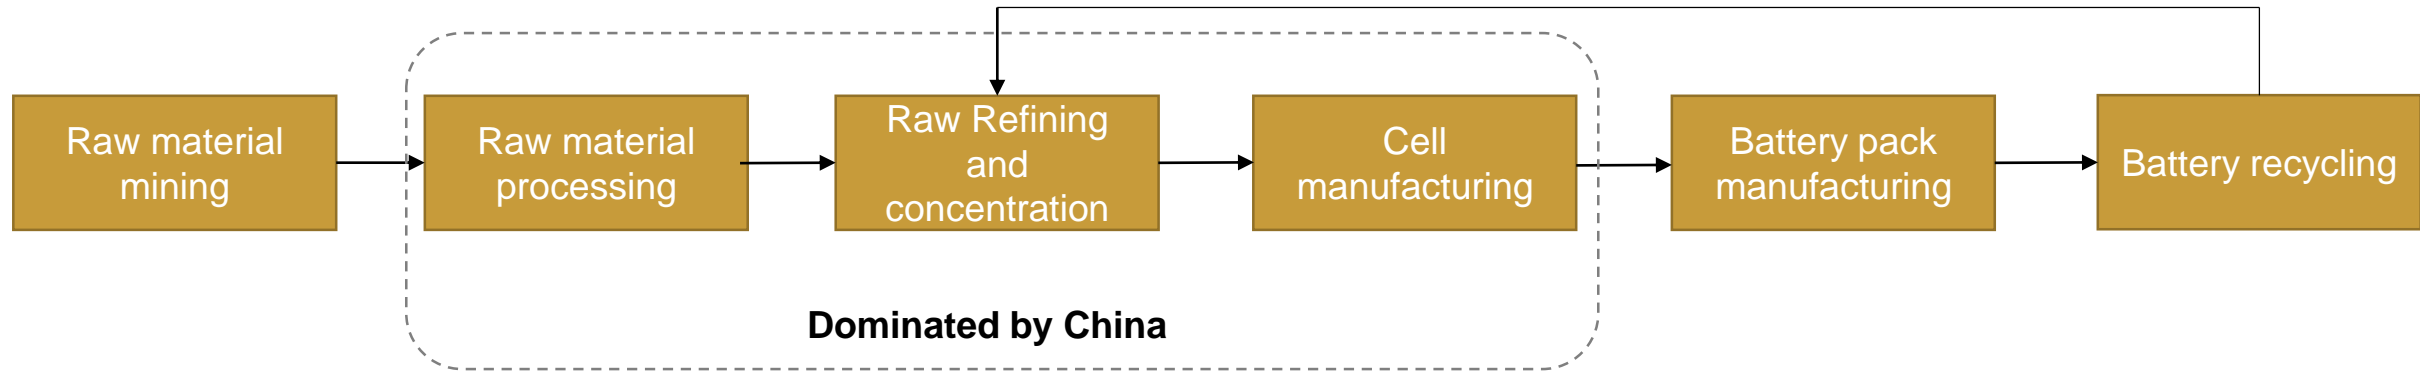 Raw material
mining
Raw material
processing
Raw Refining
and
concentration
Cell
manufacturing
Battery pack
manufacturing
Battery recycling
Dominated by China